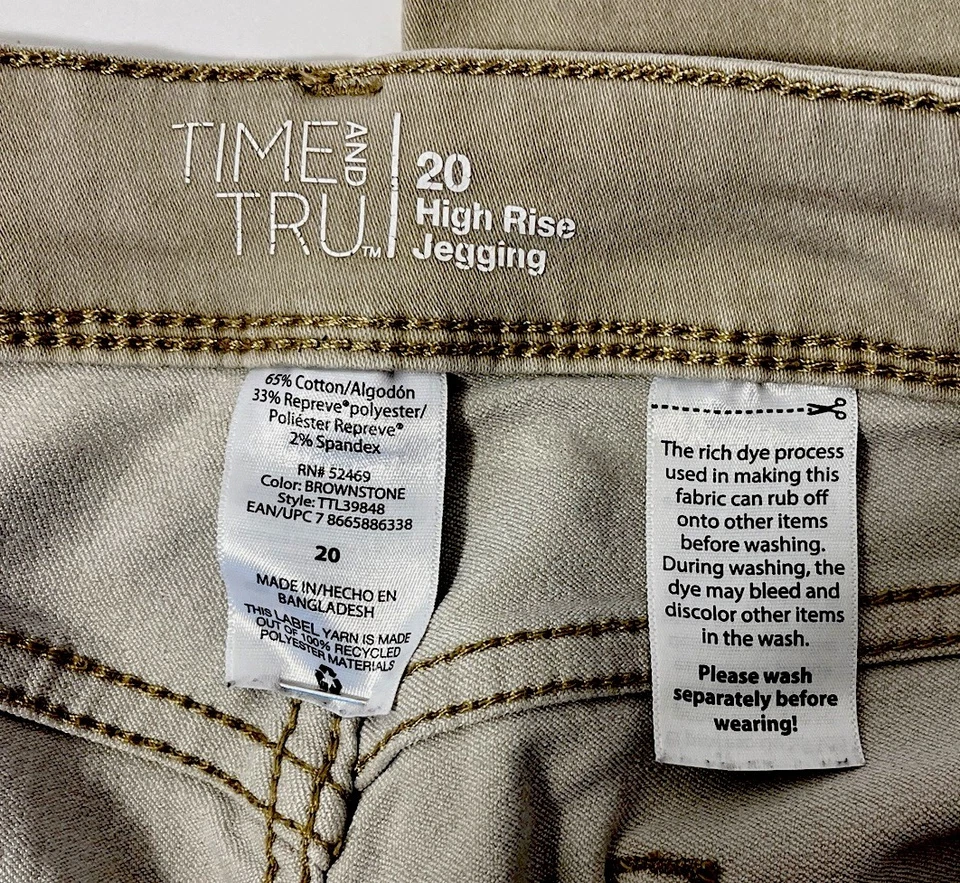 TIME AND
TRU™
20
High Rise
Jegging
65% Cotton/Algodón
33% Repreve® polyester/
Poliéster Repreve®
2% Spandex
RN# 52469
Color: BROWNSTONE
Style: TTL39848
EAN/UPC 7 8665886338
20
MADE IN/HECHO EN
BANGLADESH
THIS LABEL YARN IS MADE
OUT OF 100% RECYCLED
POLYESTER MATERIALS
The rich dye process
used in making this
fabric can rub off
onto other items
before washing.
During washing, the
dye may bleed and
discolor other items
in the wash.
Please wash
separately before
wearing!